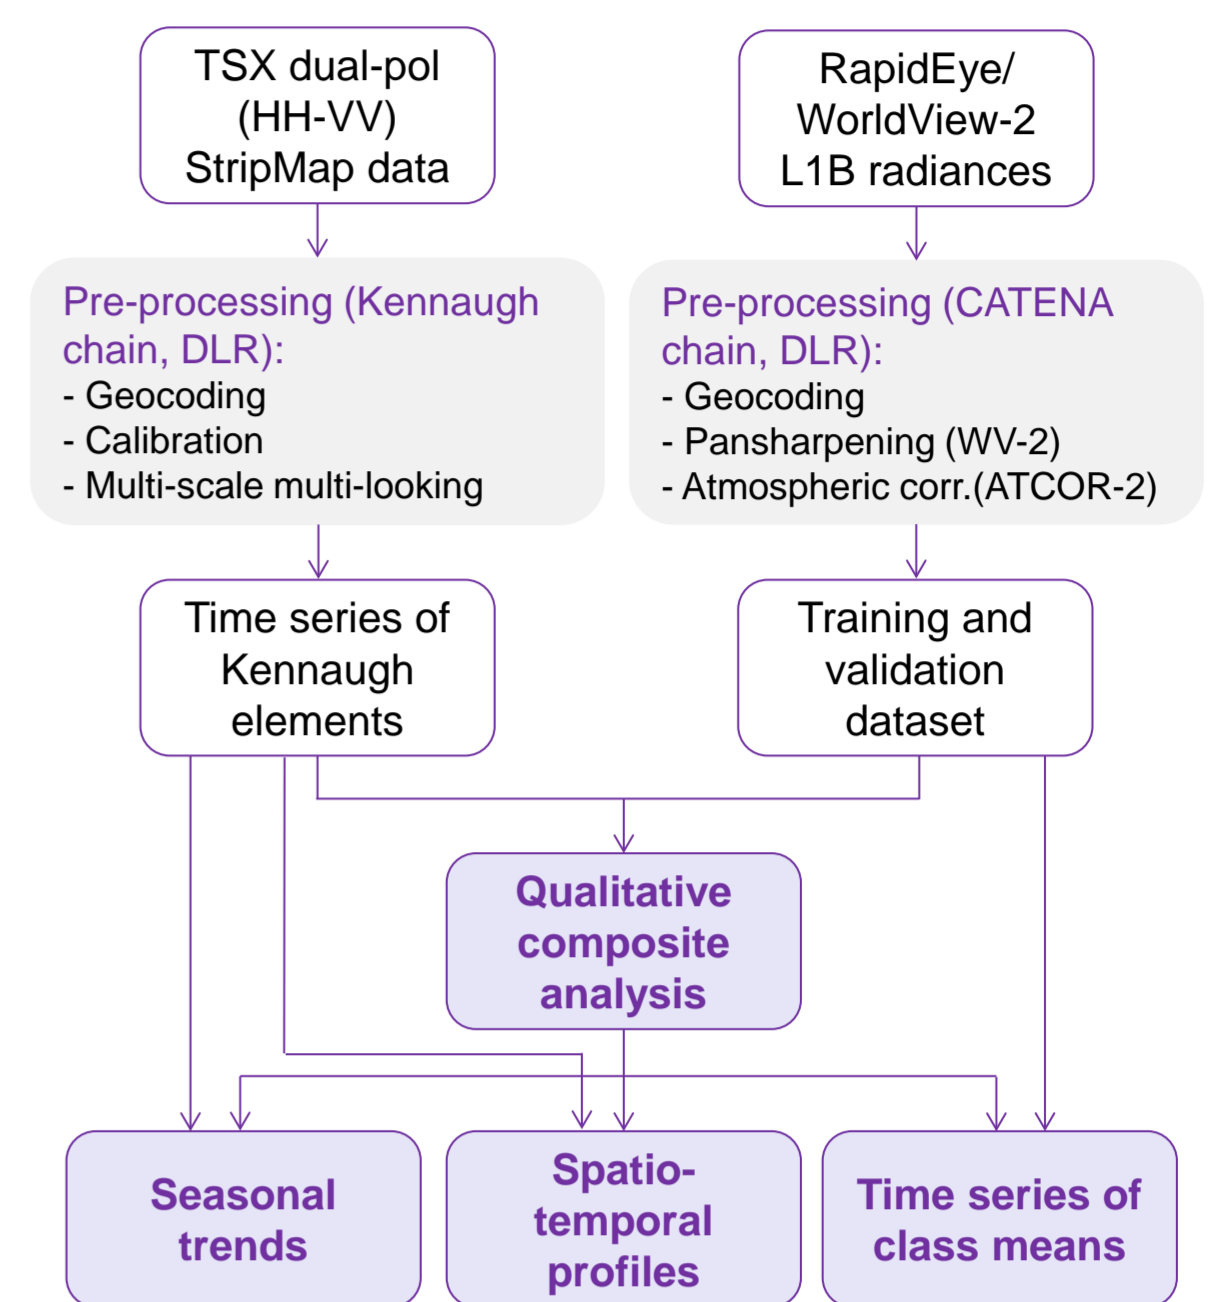 TSX dual-pol
(HH-VV)
StripMap data
RapidEye/
WorldView-2
L1B radiances
Pre-processing (Kennaugh
chain, DLR):
- Geocoding
- Calibration
- Multi-scale multi-looking
Pre-processing (CATENA
chain, DLR):
- Geocoding
- Pansharpening (WV-2)
- Atmospheric corr.(ATCOR-2)
Time series of
Kennaugh
elements
Training and
validation
dataset
Qualitative
composite
analysis
Seasonal
trends
Spatio-
temporal
profiles
Time series of
class means